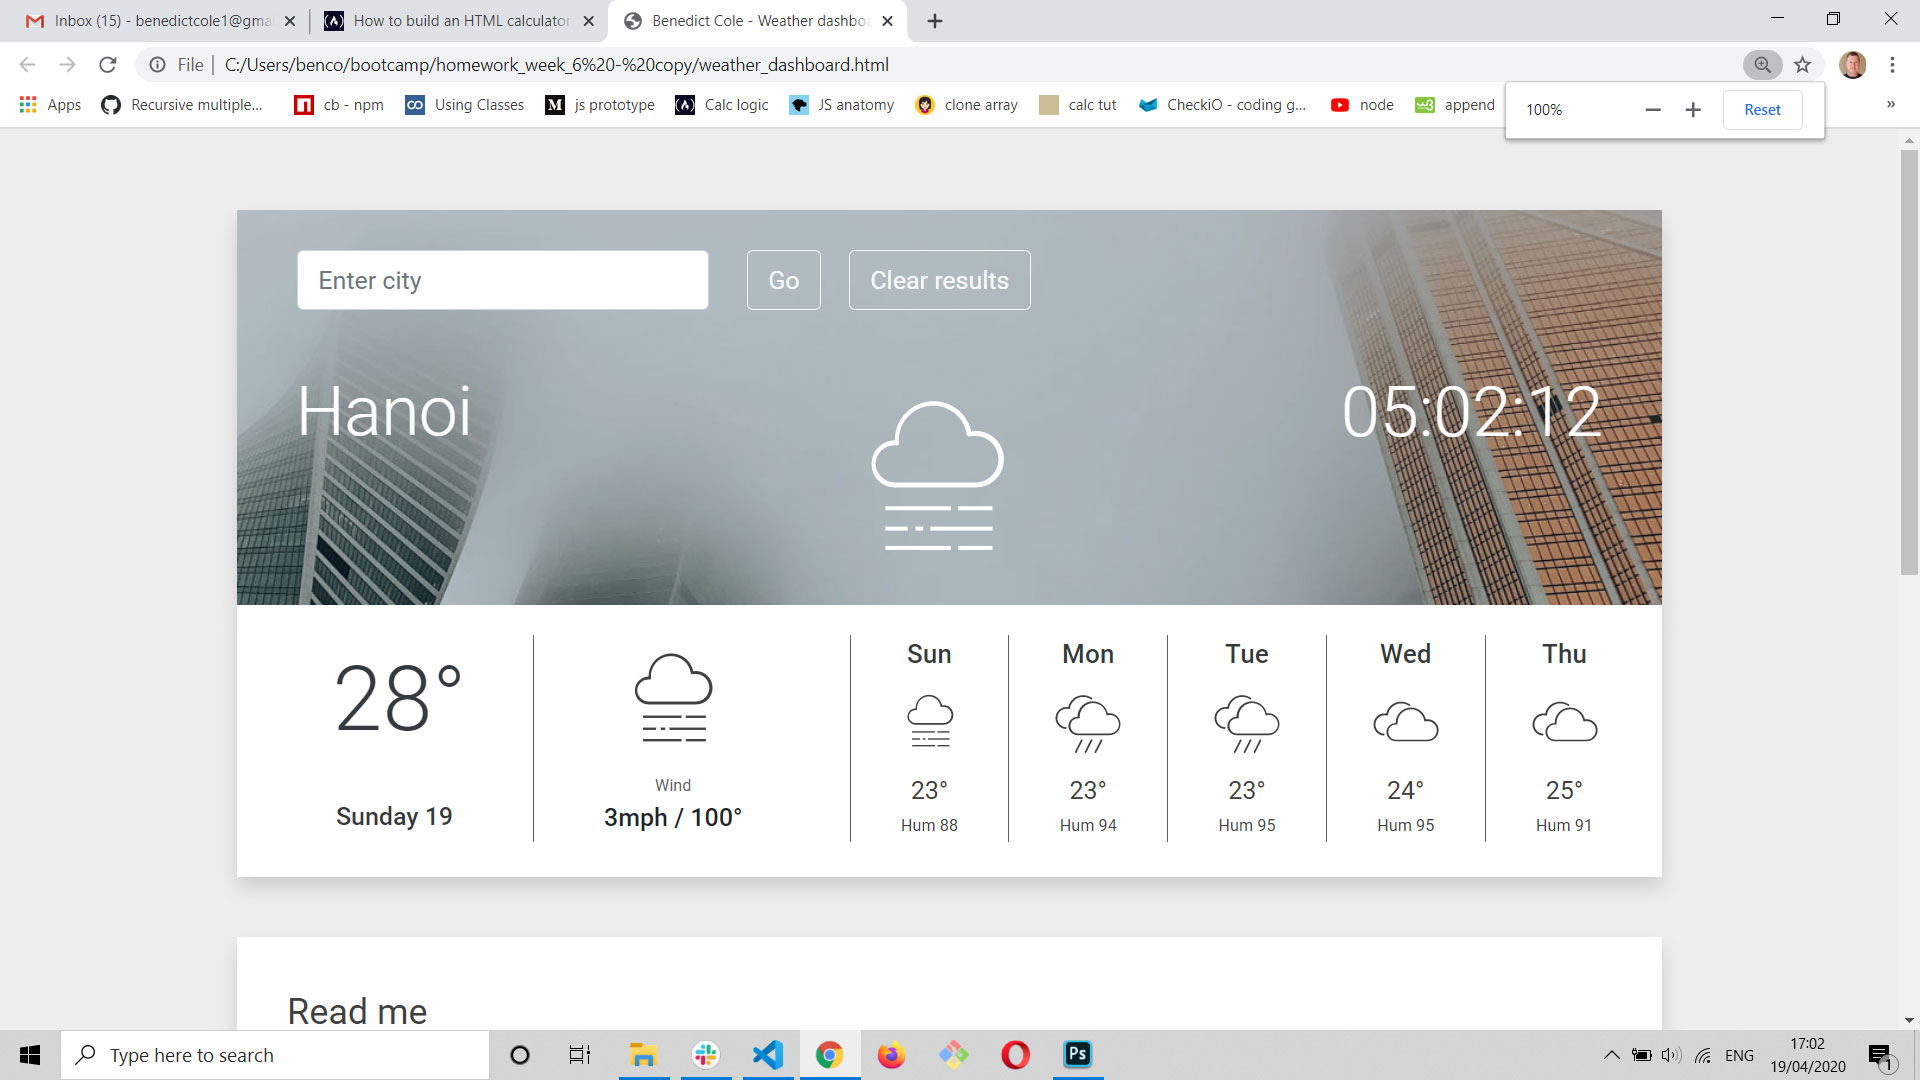 Inbox (15) - benedictcole1@gma
How to build an HTML calculator
Benedict Cole - Weather dashboa
File | C:/Users/benco/bootcamp/homework_week_6%20-%20copy/weather_dashboard.html
Apps
Recursive multiple...
cb - npm
Using Classes
js prototype
Calc logic
JS anatomy
clone array
calc tut
CheckiO - coding g...
node
append
»
100%
Reset
Enter city
Go
Clear results
Hanoi
05:02:12
28°
Sunday 19
Wind
3mph / 100°
Sun
23°
Hum 88
Mon
23°
Hum 94
Tue
23°
Hum 95
Wed
24°
Hum 95
Thu
25°
Hum 91
Read me
Type here to search
Ps
ENG
17:02
19/04/2020
1